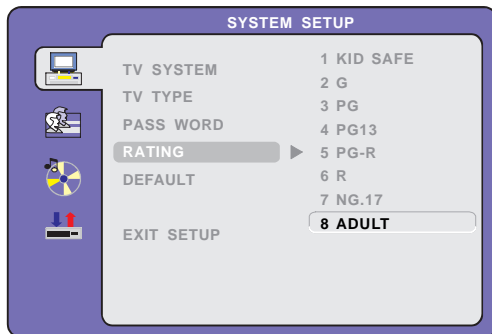 SYSTEM SETUP
TV SYSTEM
TV TYPE
PASS WORD
RATING
DEFAULT
EXIT SETUP
1 KID SAFE
2 G
3 PG
4 PG13
5 PG-R
6 R
7 NG.17
8 ADULT